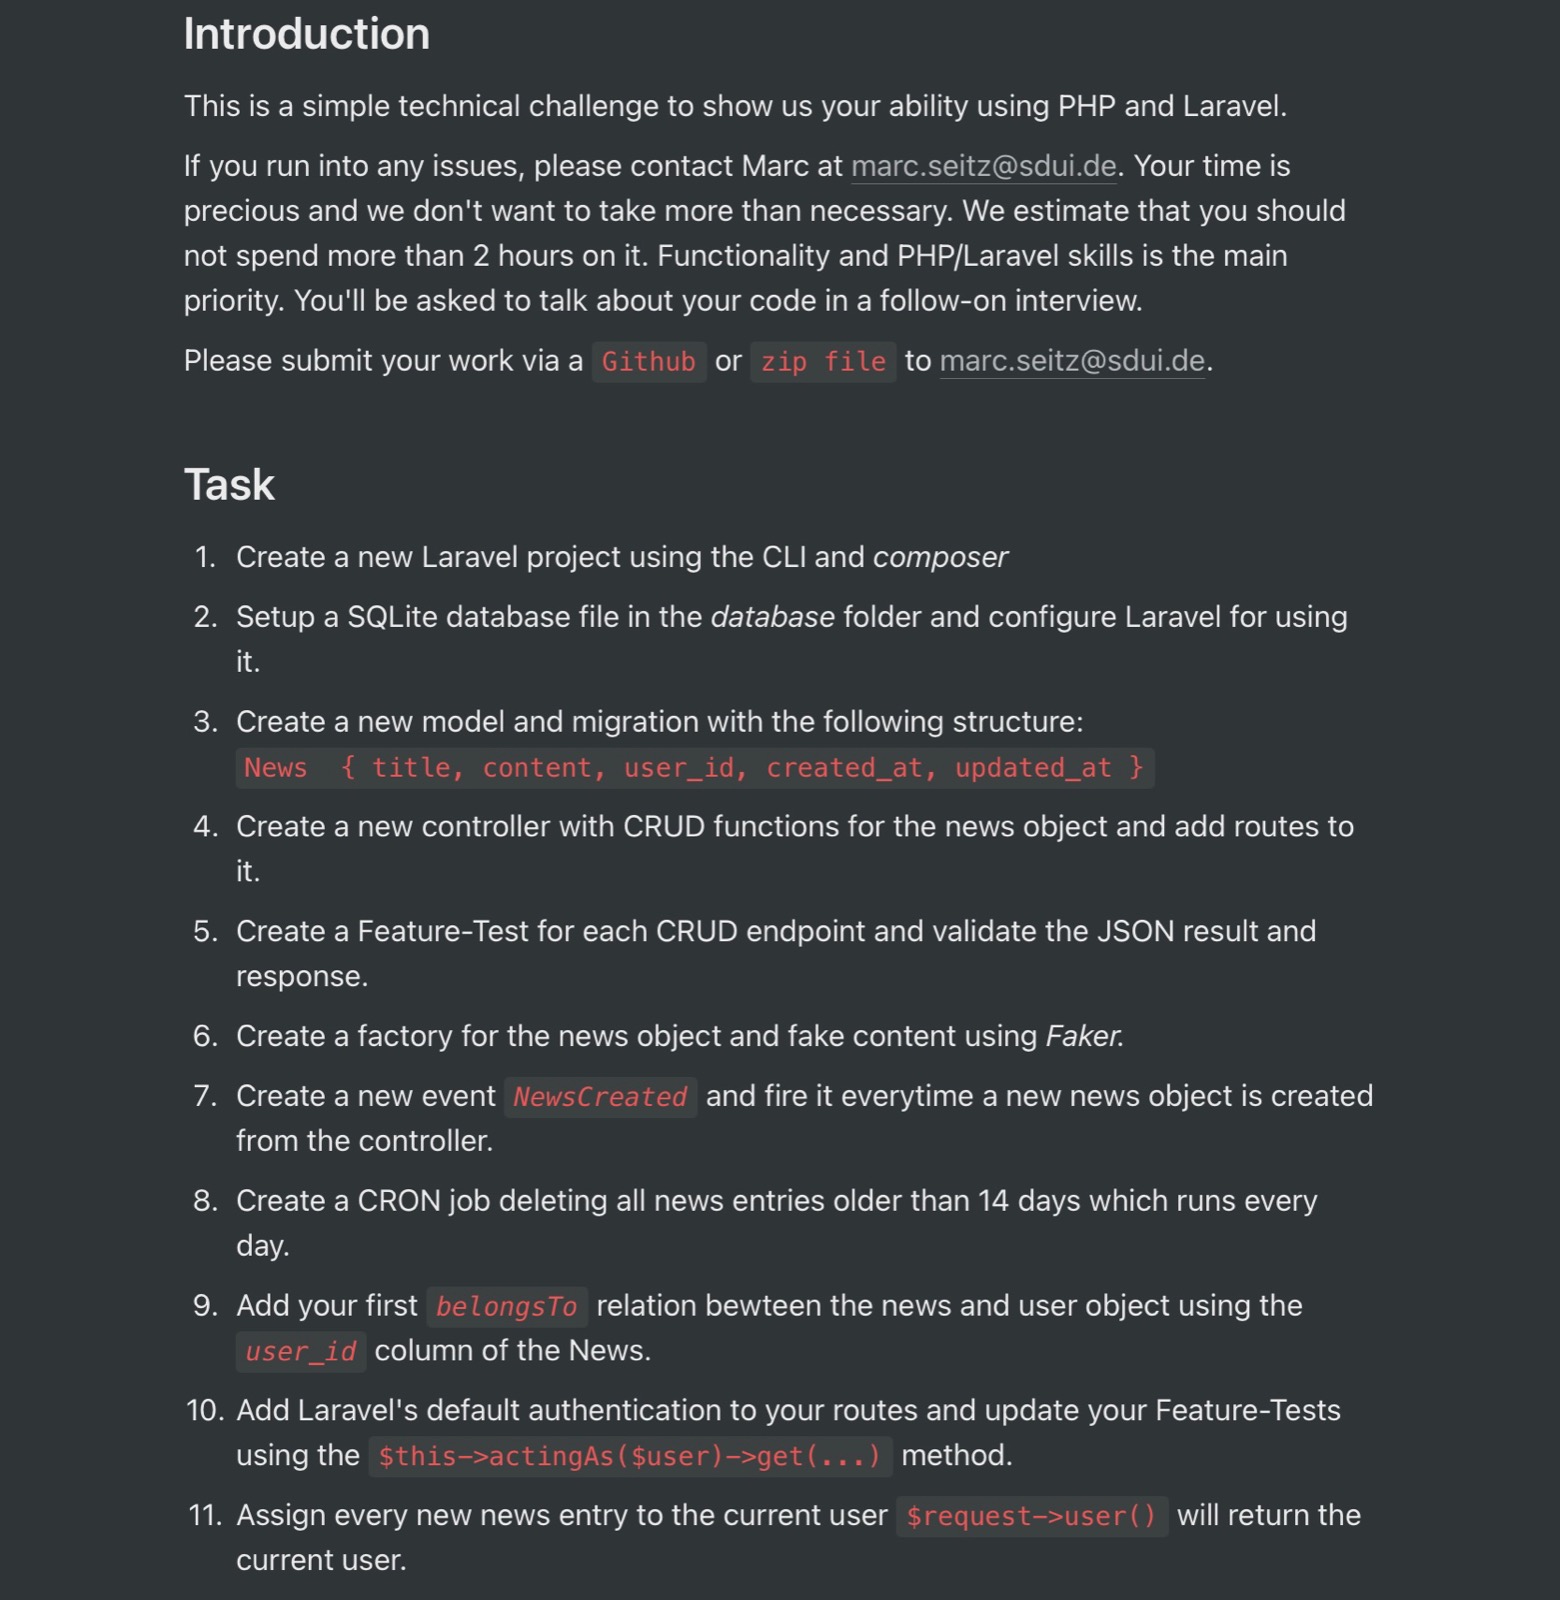 Introduction
This is a simple technical challenge to show us your ability using PHP and Laravel.
If you run into any issues, please contact Marc at marc.seitz@sdui.de. Your time is
precious and we don't want to take more than necessary. We estimate that you should
not spend more than 2 hours on it. Functionality and PHP/Laravel skills is the main
priority. You'll be asked to talk about your code in a follow-on interview.
Please submit your work via a Github or zip file to marc.seitz@sdui.de.
Task
1. Create a new Laravel project using the CLI and composer
2. Setup a SQLite database file in the database folder and configure Laravel for using
it.
3. Create a new model and migration with the following structure:
News { title, content, user_id, created_at, updated_at }
4. Create a new controller with CRUD functions for the news object and add routes to
it.
5. Create a Feature-Test for each CRUD endpoint and validate the JSON result and
response.
6. Create a factory for the news object and fake content using Faker.
7. Create a new event NewsCreated and fire it everytime a new news object is created
from the controller.
8. Create a CRON job deleting all news entries older than 14 days which runs every
day.
9. Add your first belongsTo relation bewteen the news and user object using the
user_id column of the News.
10. Add Laravel's default authentication to your routes and update your Feature-Tests
using the $this->actingAs($user)->get(...) method.
11. Assign every new news entry to the current user $request->user() will return the
current user.